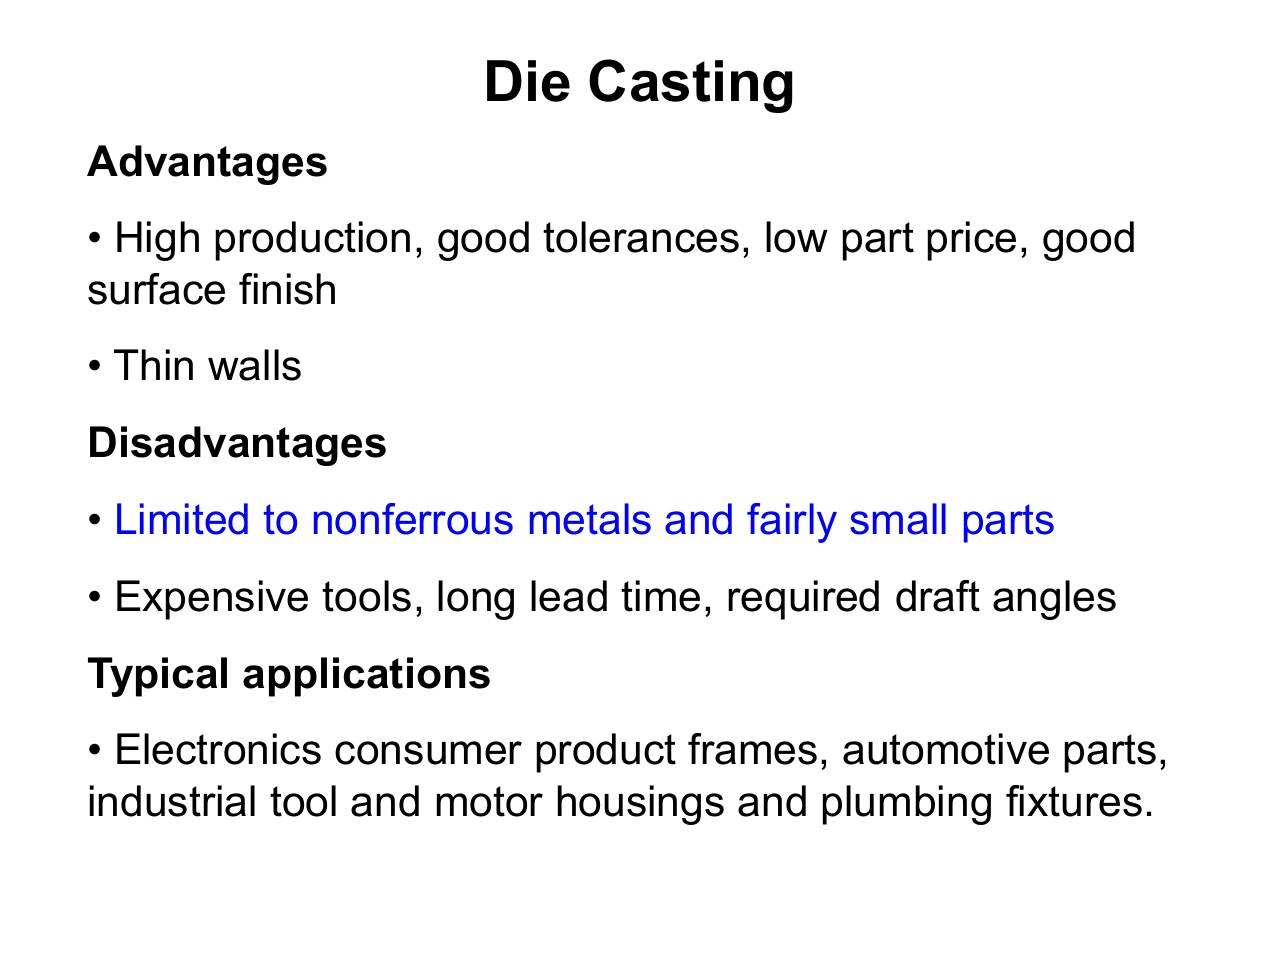 Die Casting
Advantages
• High production, good tolerances, low part price, good
surface finish
• Thin walls
Disadvantages
• Limited to nonferrous metals and fairly small parts
• Expensive tools, long lead time, required draft angles
Typical applications
• Electronics consumer product frames, automotive parts,
industrial tool and motor housings and plumbing fixtures.